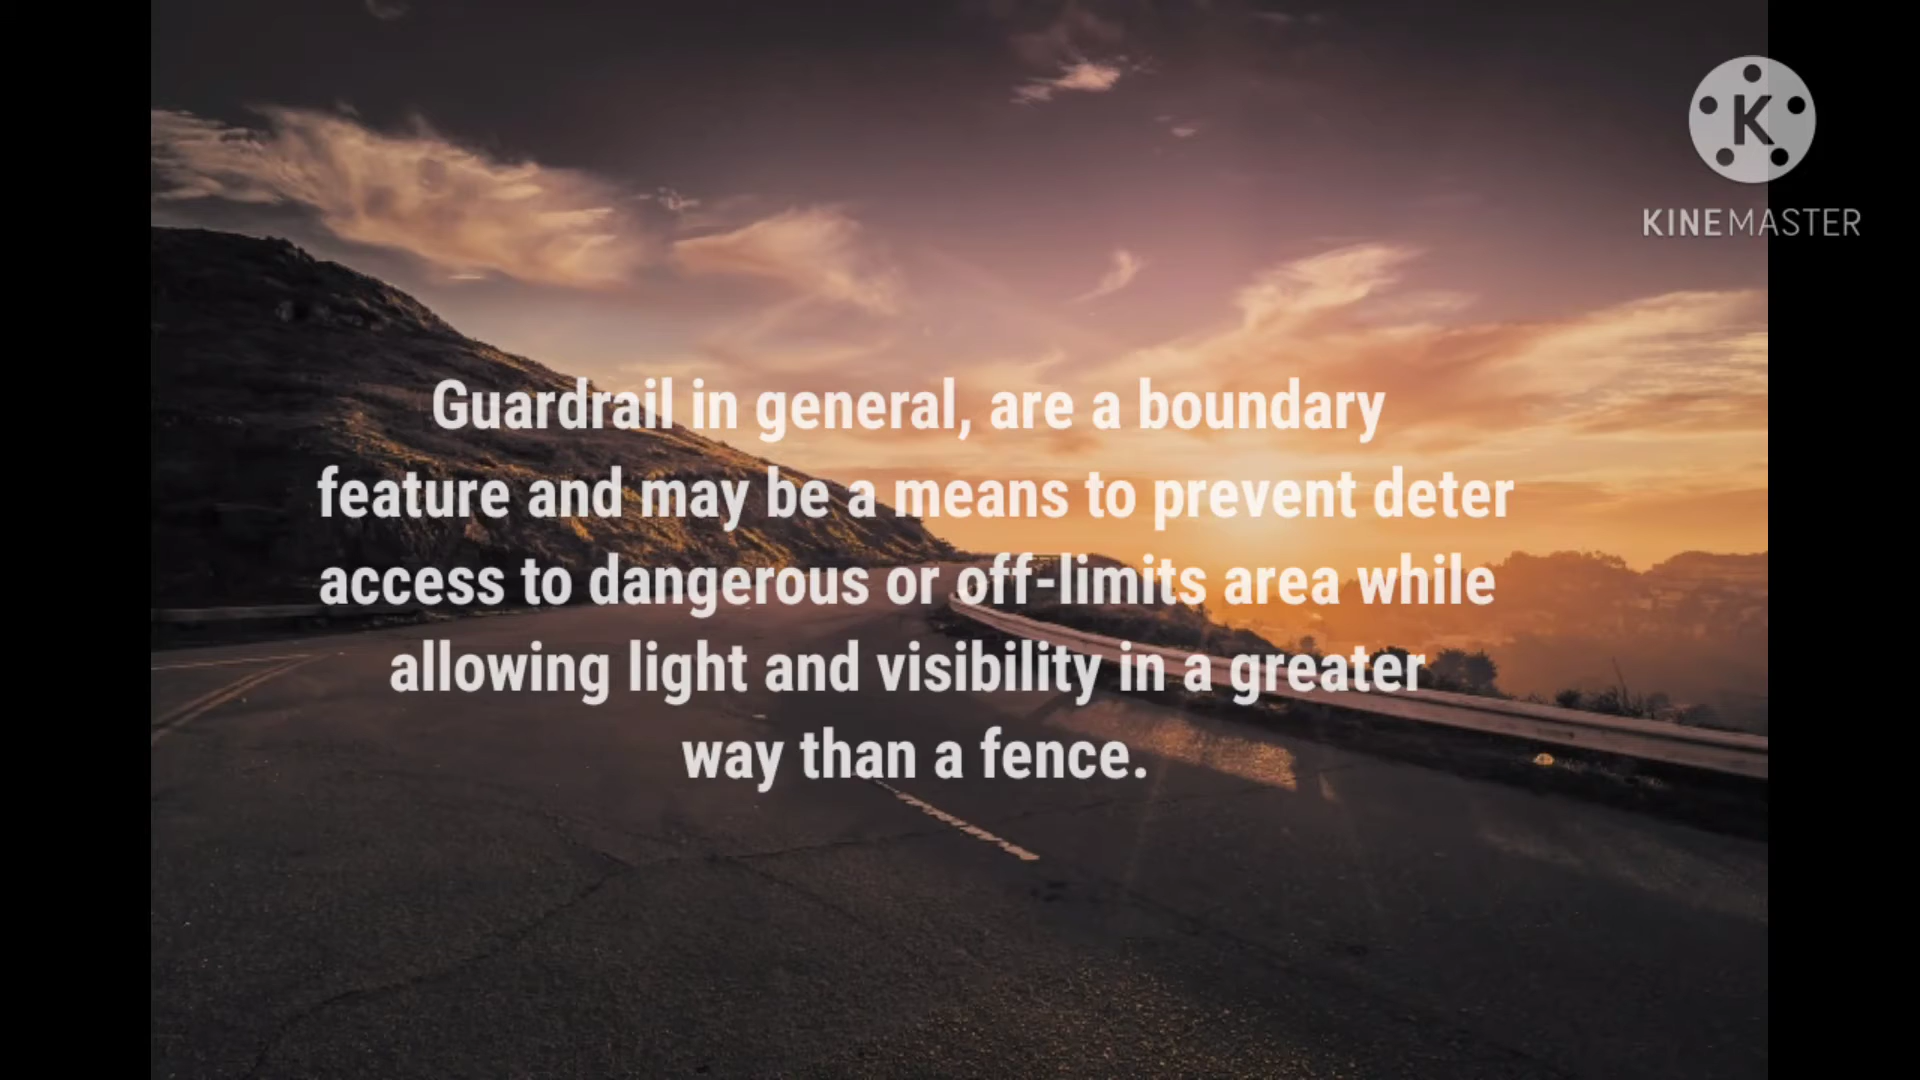 K
KINEMASTER
Guardrail in general, are a boundary
feature and may be a means to prevent deter
access to dangerous or off-limits area while
allowing light and visibility in a greater
way than a fence.